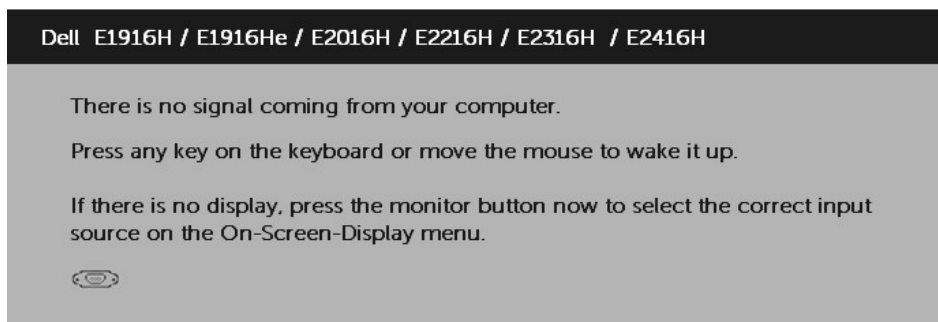 Dell E1916H / E1916He / E2016H / E2216H / E2316H / E2416H
There is no signal coming from your computer.
Press any key on the keyboard or move the mouse to wake it up.
If there is no display, press the monitor button now to select the correct input
source on the On-Screen-Display menu.